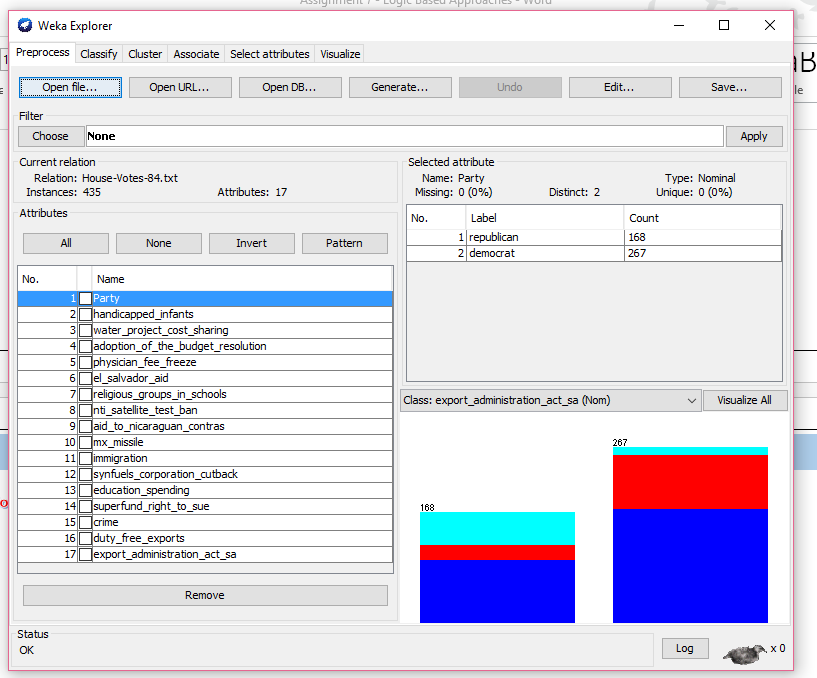 Assignment 7 - Logic Based Approaches - Word
Weka Explorer
Preprocess Classify Cluster Associate Select attributes Visualize
Open file... Open URL... Open DB... Generate... Undo Edit... Save...
Filter
Choose None Apply
Current relation
Relation: House-Votes-84.txt
Instances: 435 Attributes: 17
Attributes
All None Invert Pattern
No. Name
1 Party
2 handicapped_infants
3 water_project_cost_sharing
4 adoption_of_the_budget_resolution
5 physician_fee_freeze
6 el_salvador_aid
7 religious_groups_in_schools
8 nti_satellite_test_ban
9 aid_to_nicaraguan_contras
10 mx_missile
11 immigration
12 synfuels_corporation_cutback
13 education_spending
14 superfund_right_to_sue
15 crime
16 duty_free_exports
17 export_administration_act_sa
Remove
Selected attribute
Name: Party Type: Nominal
Missing: 0 (0%) Distinct: 2 Unique: 0 (0%)
No. Label Count
1 republican 168
2 democrat 267
Class: export_administration_act_sa (Nom) Visualize All
267
168
Status
OK
Log x 0